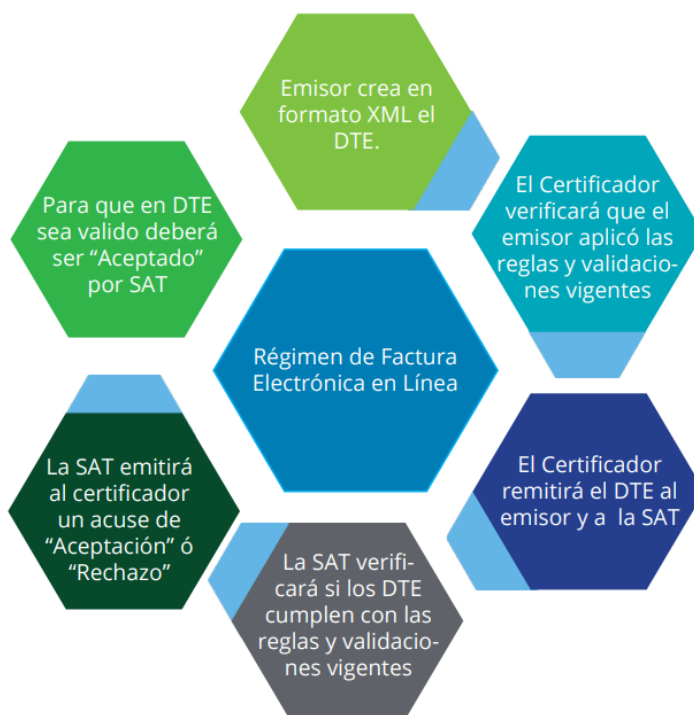 Emisor crea en
formato XML el
DTE.
El Certificador
verificará que el
emisor aplicó las
reglas y validacio-
nes vigentes
El Certificador
remitirá el DTE al
emisor y a la SAT
La SAT verifi-
cará si los DTE
cumplen con las
reglas y validacio-
nes vigentes
La SAT emitirá
al certificador
un acuse de
“Aceptación” ó
“Rechazo”
Para que en DTE
sea valido deberá
ser “Aceptado”
por SAT
Régimen de Factura
Electrónica en Línea